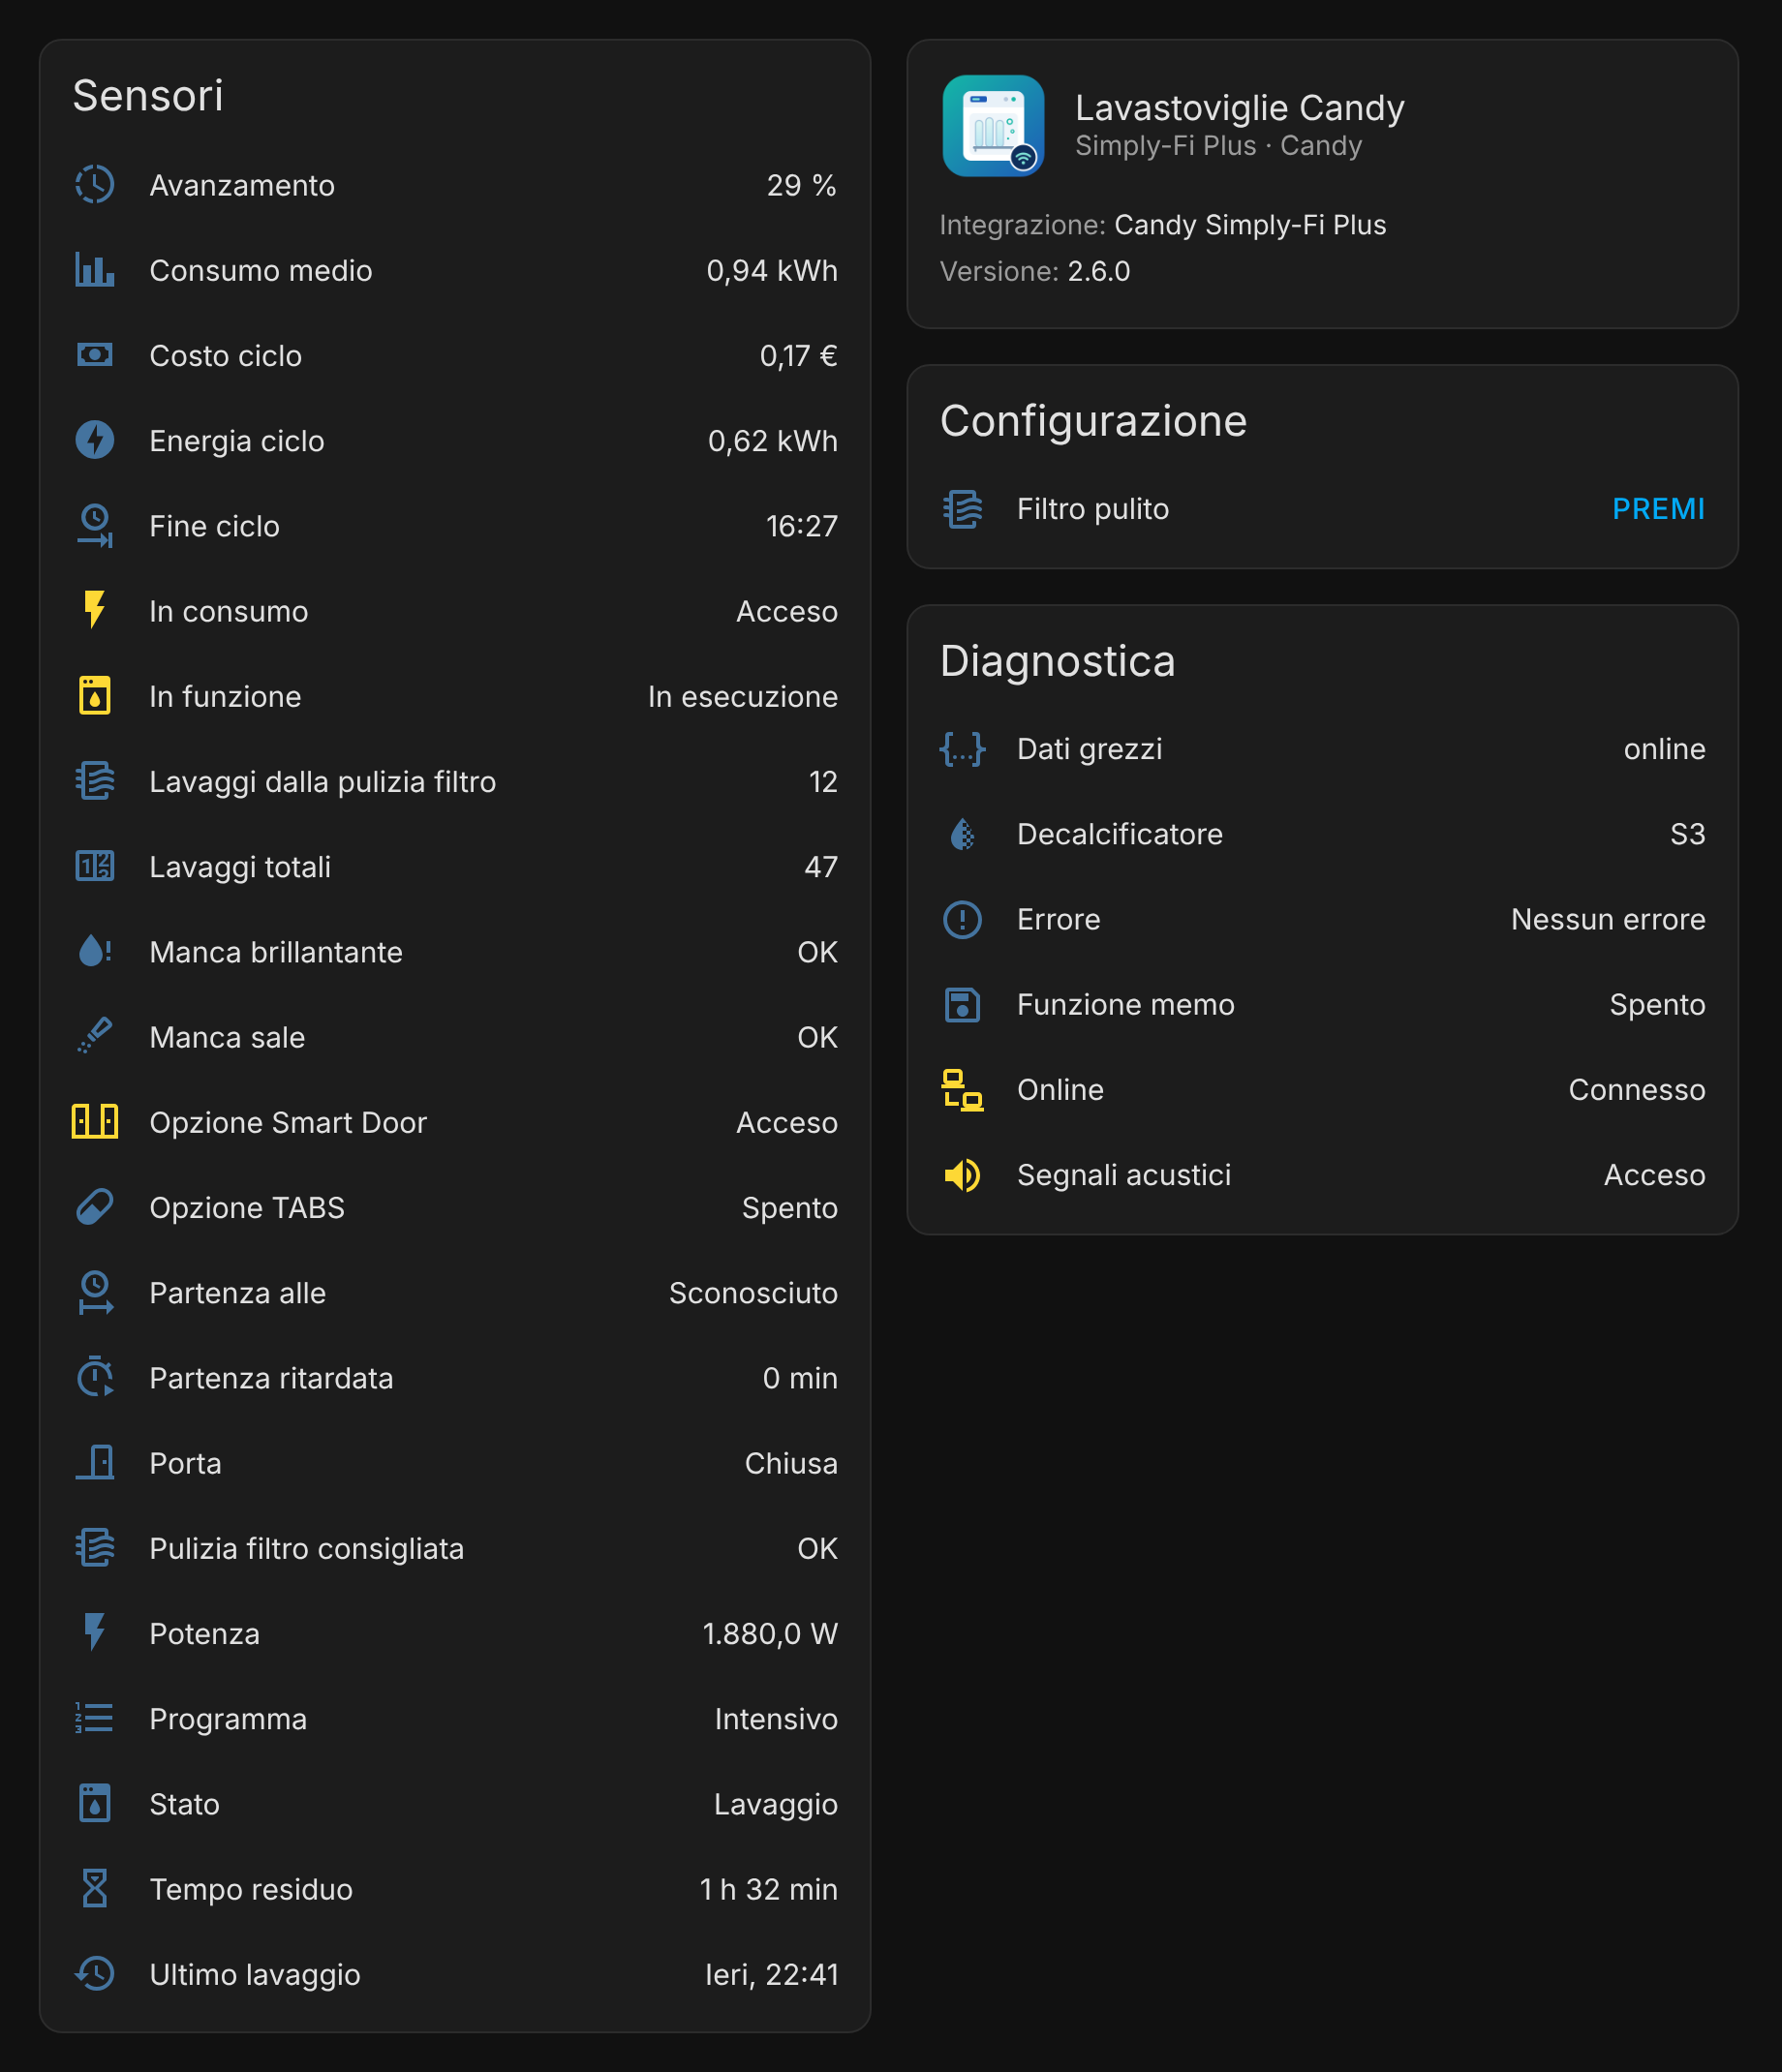 Sensori
Avanzamento 29 %
Consumo medio 0,94 kWh
Costo ciclo 0,17 €
Energia ciclo 0,62 kWh
Fine ciclo 16:27
In consumo Acceso
In funzione In esecuzione
Lavaggi dalla pulizia filtro 12
Lavaggi totali 47
Manca brillantante OK
Manca sale OK
Opzione Smart Door Acceso
Opzione TABS Spento
Partenza alle Sconosciuto
Partenza ritardata 0 min
Porta Chiusa
Pulizia filtro consigliata OK
Potenza 1.880,0 W
Programma Intensivo
Stato Lavaggio
Tempo residuo 1 h 32 min
Ultimo lavaggio Ieri, 22:41
Lavastoviglie Candy
Simply-Fi Plus · Candy
Integrazione: Candy Simply-Fi Plus
Versione: 2.6.0
Configurazione
Filtro pulito PREMI
Diagnostica
Dati grezzi online
Decalcificatore S3
Errore Nessun errore
Funzione memo Spento
Online Connesso
Segnali acustici Acceso